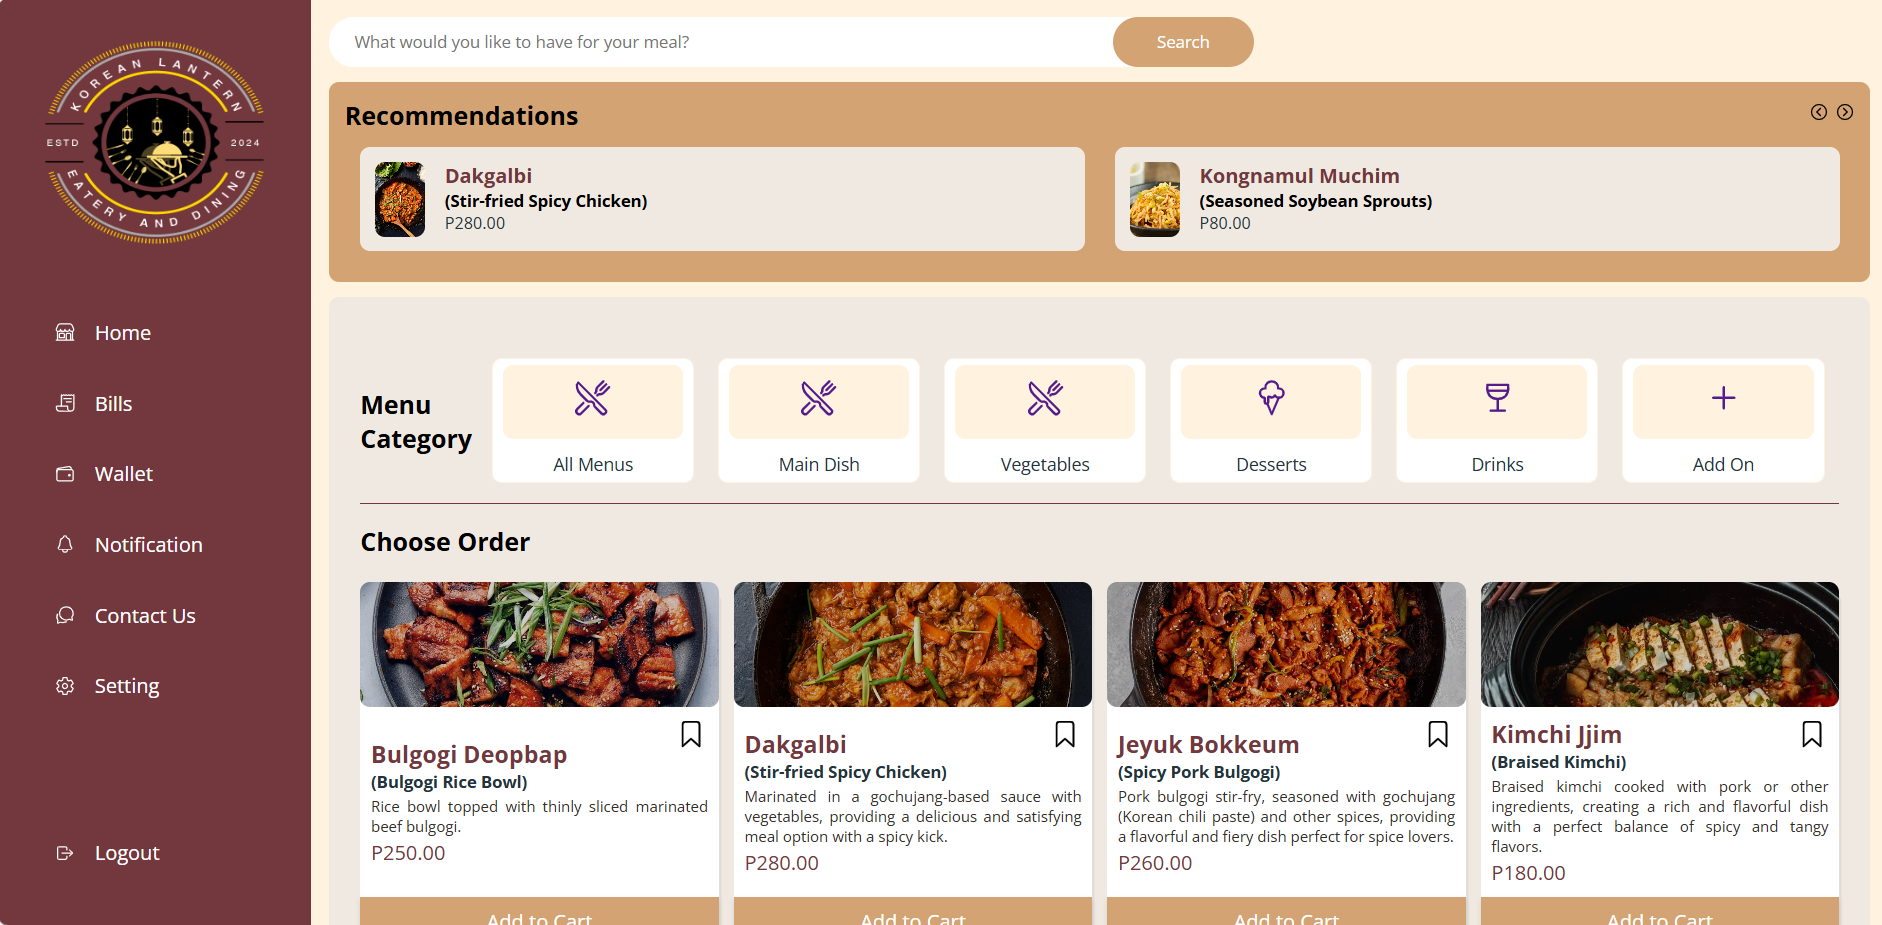 KOREAN LANTERN
ESTD
2024
EATERY AND DINING
Home
Bills
Wallet
Notification
Contact Us
Setting
Logout
What would you like to have for your meal?
Search
Recommendations
Dakgalbi
(Stir-fried Spicy Chicken)
P280.00
Kongnamul Muchim
(Seasoned Soybean Sprouts)
P80.00
Menu
Category
All Menus
Main Dish
Vegetables
Desserts
Drinks
Add On
Choose Order
Bulgogi Deopbap
(Bulgogi Rice Bowl)
Rice bowl topped with thinly sliced marinated
beef bulgogi.
P250.00
Add to Cart
Dakgalbi
(Stir-fried Spicy Chicken)
Marinated in a gochujang-based sauce with
vegetables, providing a delicious and satisfying
meal option with a spicy kick.
P280.00
Add to Cart
Jeyuk Bokkeum
(Spicy Pork Bulgogi)
Pork bulgogi stir-fry, seasoned with gochujang
(Korean chili paste) and other spices, providing
a flavorful and fiery dish perfect for spice lovers.
P260.00
Add to Cart
Kimchi Jjim
(Braised Kimchi)
Braised kimchi cooked with pork or other
ingredients, creating a rich and flavorful dish
with a perfect balance of spicy and tangy
flavors.
P180.00
Add to Cart